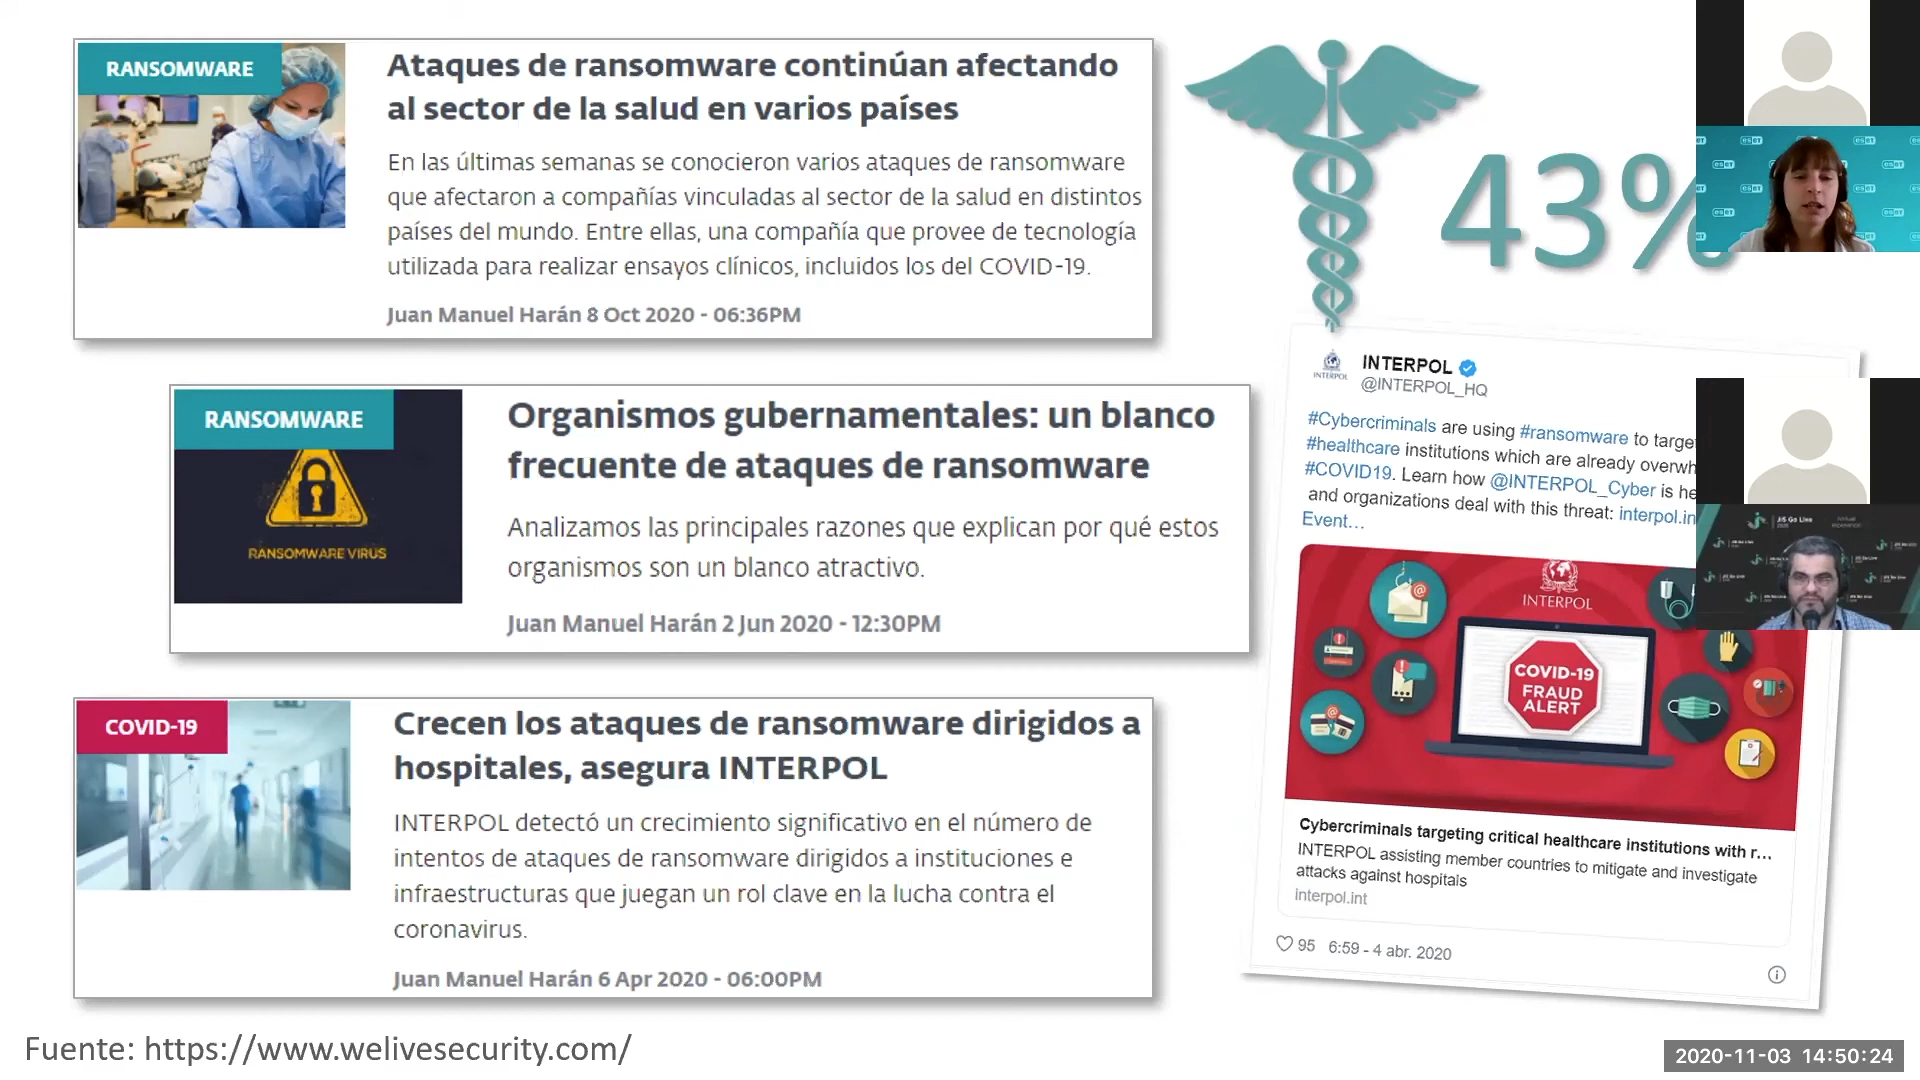 RANSOMWARE
Ataques de ransomware continúan afectando
al sector de la salud en varios países
En las últimas semanas se conocieron varios ataques de ransomware
que afectaron a compañías vinculadas al sector de la salud en distintos
países del mundo. Entre ellas, una compañía que provee de tecnología
utilizada para realizar ensayos clínicos, incluidos los del COVID-19.
Juan Manuel Harán 8 Oct 2020 - 06:36PM
43%
RANSOMWARE
RANSOMWARE VIRUS
Organismos gubernamentales: un blanco
frecuente de ataques de ransomware
Analizamos las principales razones que explican por qué estos
organismos son un blanco atractivo.
Juan Manuel Harán 2 Jun 2020 - 12:30PM
COVID-19
Crecen los ataques de ransomware dirigidos a
hospitales, asegura INTERPOL
INTERPOL detectó un crecimiento significativo en el número de
intentos de ataques de ransomware dirigidos a instituciones e
infraestructuras que juegan un rol clave en la lucha contra el
coronavirus.
Juan Manuel Harán 6 Apr 2020 - 06:00PM
INTERPOL
INTERPOL
@INTERPOL_HQ
#Cybercriminals are using #ransomware to targe
#healthcare institutions which are already overwh
#COVID19. Learn how @INTERPOL_Cyber is he
and organizations deal with this threat: interpol.in
Event…
INTERPOL
COVID-19
FRAUD
ALERT
Cybercriminals targeting critical healthcare institutions with r...
INTERPOL assisting member countries to mitigate and investigate
attacks against hospitals
interpol.int
95 6:59 - 4 abr. 2020
eset
JIS Go Live
Fuente: https://www.welivesecurity.com/
2020-11-03 14:50:24